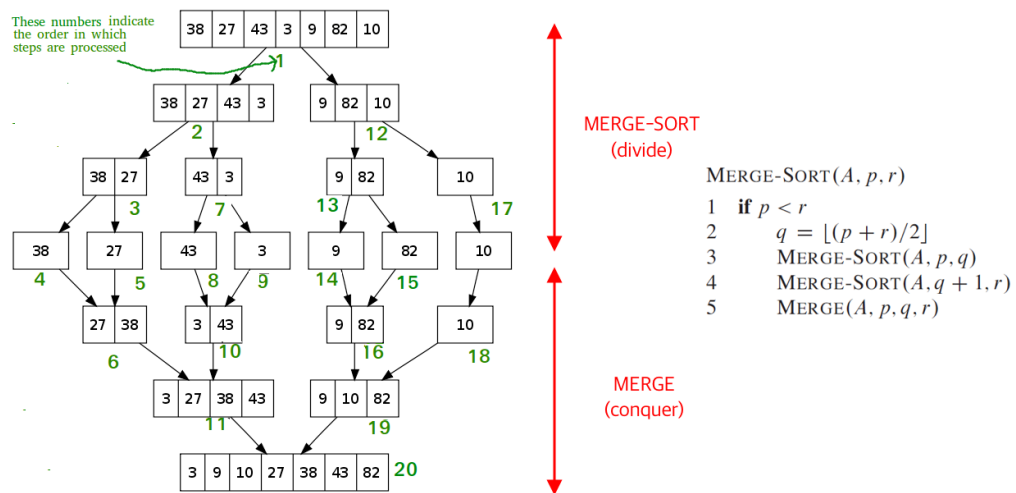 These numbers indicate
the order in which
steps are processed
38 27 43 3 9 82 10
1
38 27 43 3
9 82 10
2
12
MERGE-SORT
(divide)
38 27
43 3
9 82
10
3
7
13
17
38
27
43
3
9
82
10
4
5
8
9
14
15
27 38
3 43
9 82
10
6
10
16
18
3 27 38 43
9 10 82
11
19
MERGE
(conquer)
3 9 10 27 38 43 82
20
MERGE-SORT(A, p, r)
1 if p < r
2 q = ⌊(p + r)/2⌋
3 MERGE-SORT(A, p, q)
4 MERGE-SORT(A, q + 1, r)
5 MERGE(A, p, q, r)